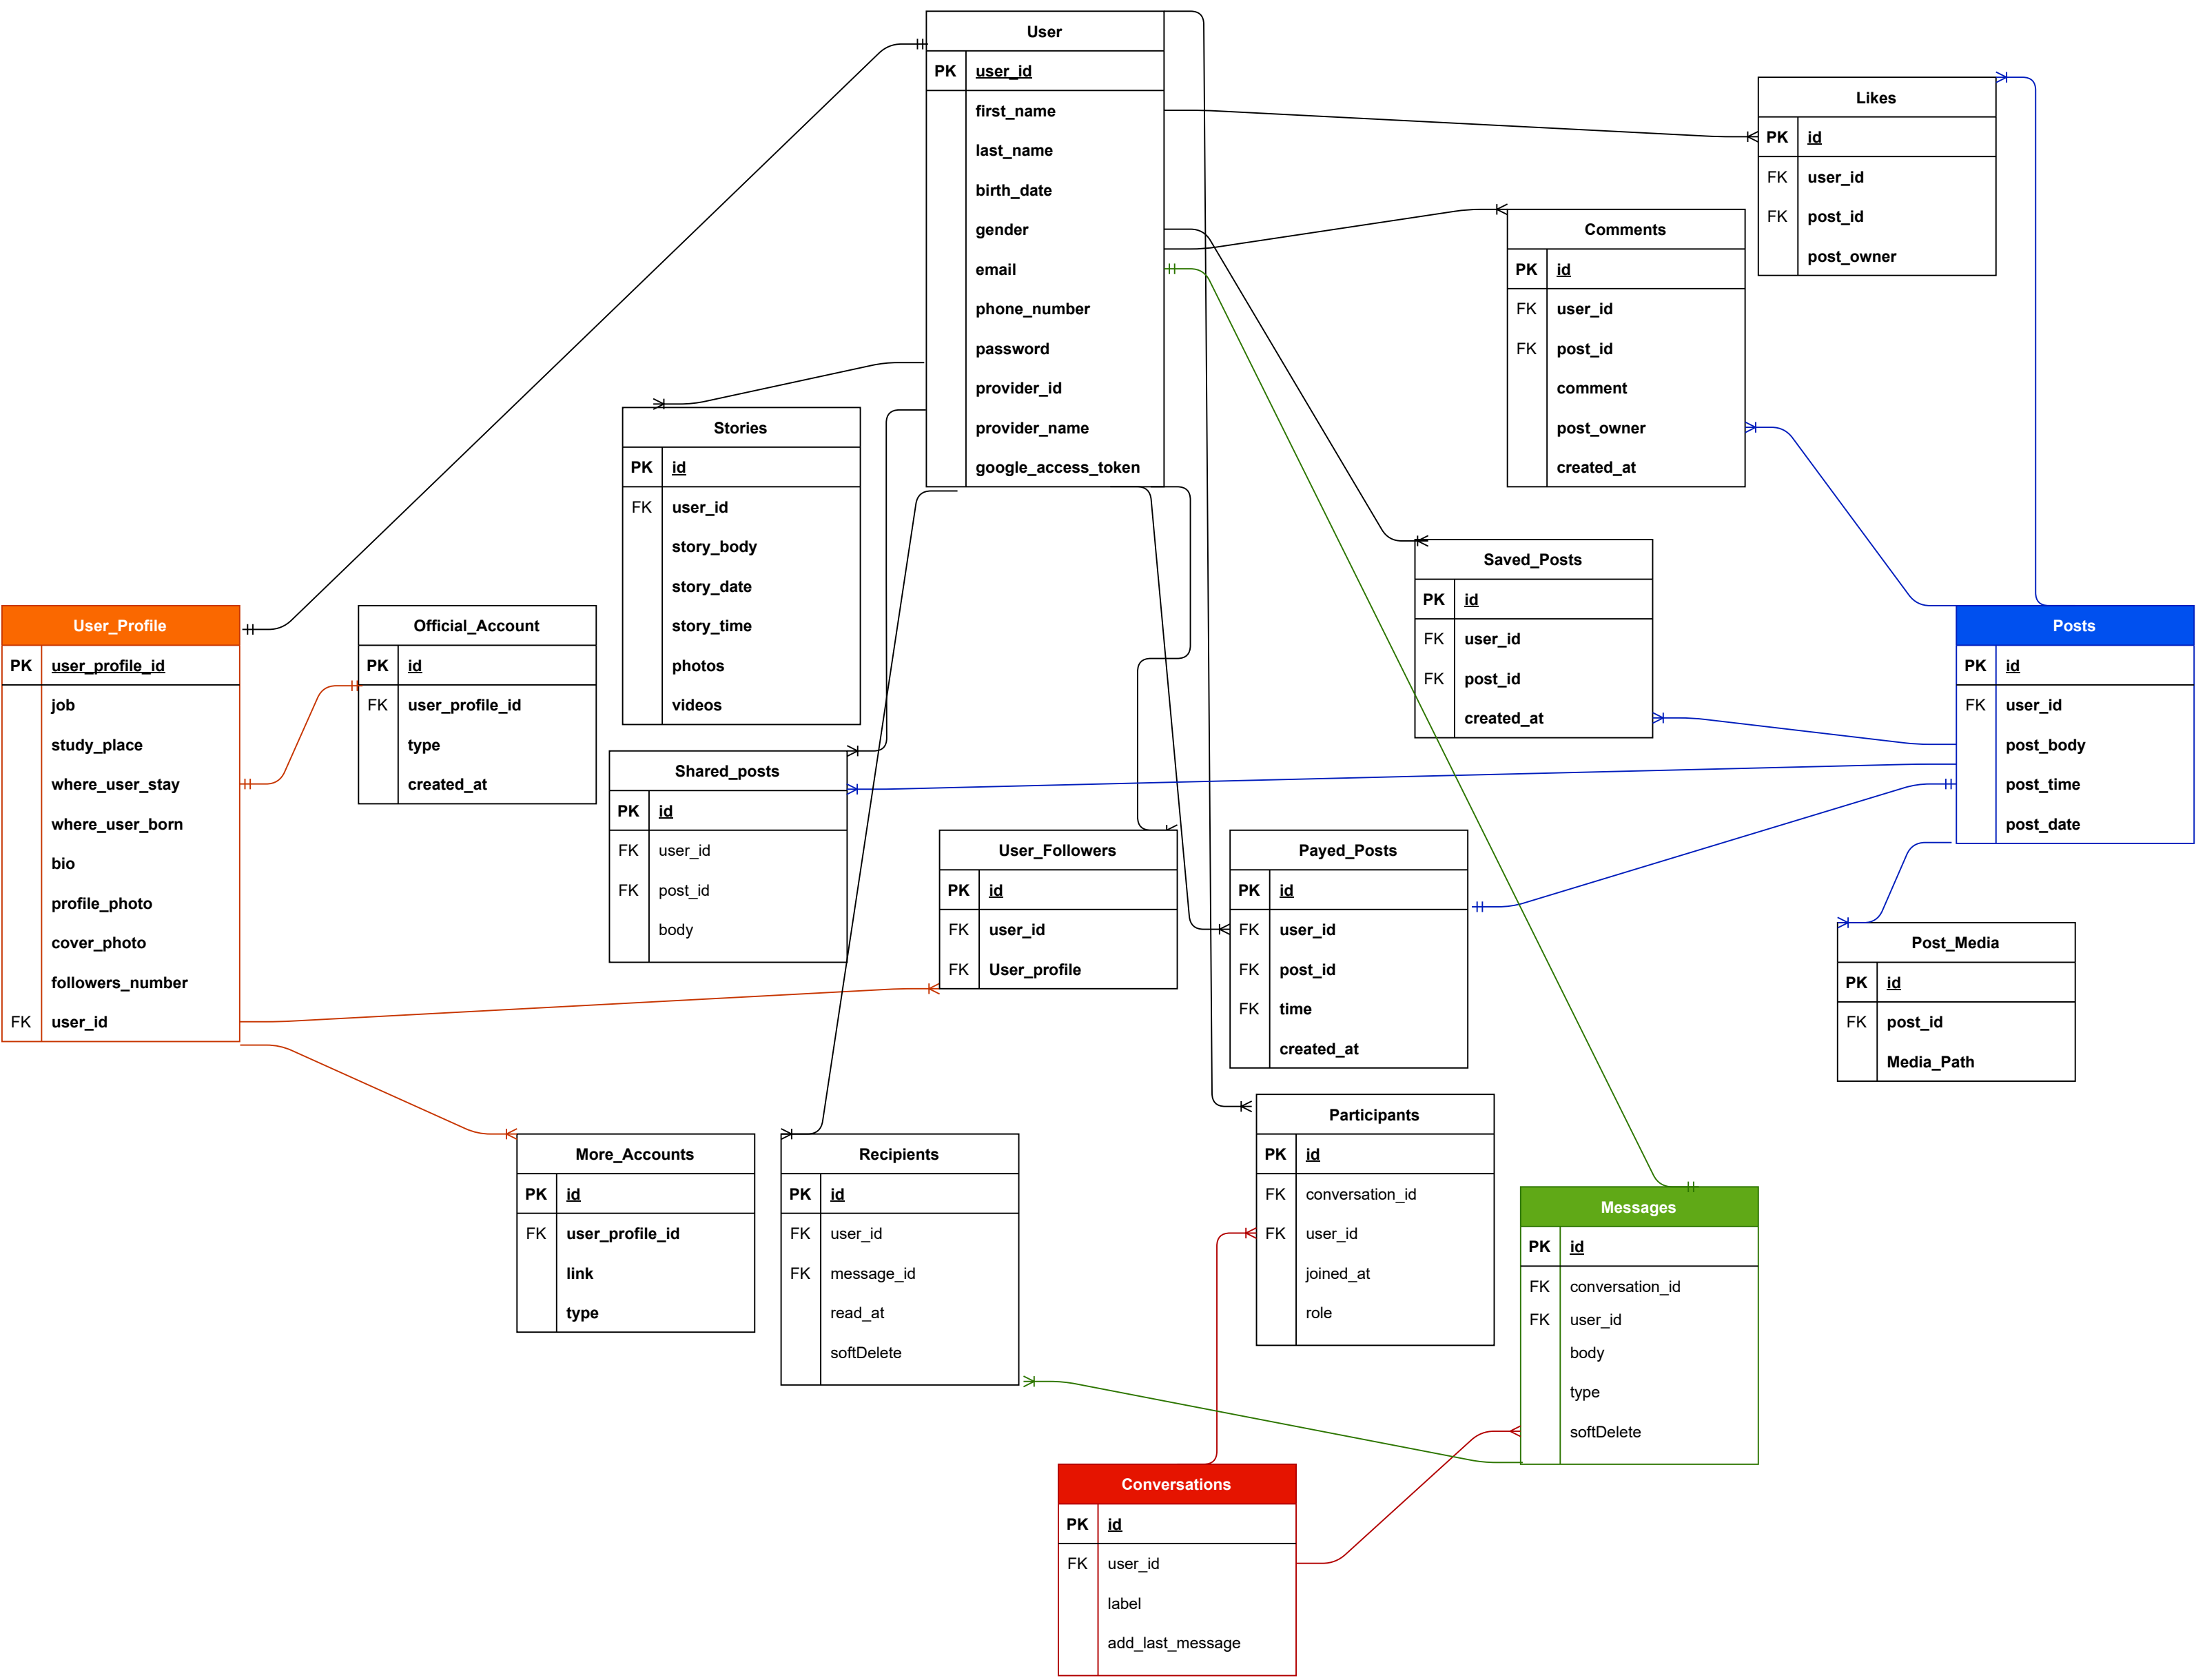 User
PK user_id
first_name
last_name
birth_date
gender
email
phone_number
password
provider_id
provider_name
google_access_token
Likes
PK id
FK user_id
FK post_id
post_owner
Comments
PK id
FK user_id
FK post_id
comment
post_owner
created_at
Stories
PK id
FK user_id
story_body
story_date
story_time
photos
videos
Saved_Posts
PK id
FK user_id
FK post_id
created_at
User_Profile
PK user_profile_id
job
study_place
where_user_stay
where_user_born
bio
profile_photo
cover_photo
followers_number
FK user_id
Official_Account
PK id
FK user_profile_id
type
created_at
Posts
PK id
FK user_id
post_body
post_time
post_date
Shared_posts
PK id
FK user_id
FK post_id
body
User_Followers
PK id
FK user_id
FK User_profile
Payed_Posts
PK id
FK user_id
FK post_id
FK time
created_at
Post_Media
PK id
FK post_id
Media_Path
More_Accounts
PK id
FK user_profile_id
link
type
Recipients
PK id
FK user_id
FK message_id
read_at
softDelete
Participants
PK id
FK conversation_id
FK user_id
joined_at
role
Messages
PK id
FK conversation_id
FK user_id
body
type
softDelete
Conversations
PK id
FK user_id
label
add_last_message